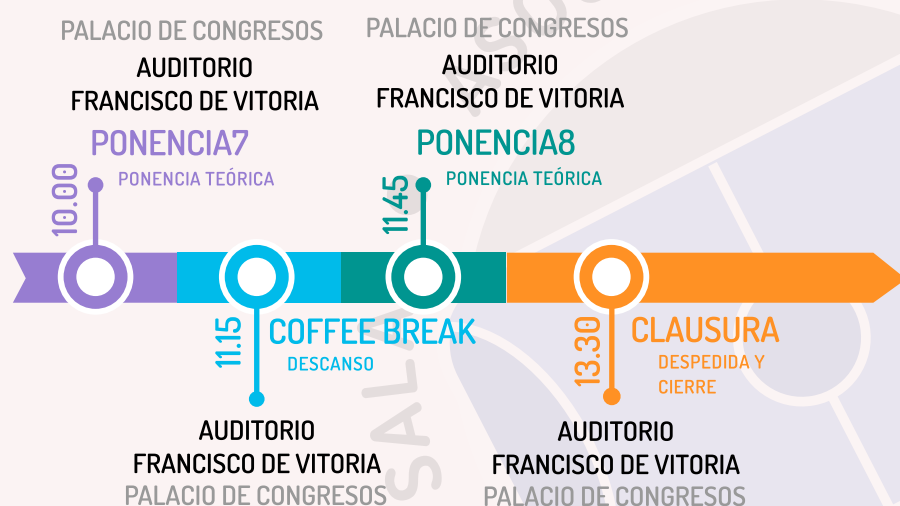 PALACIO DE CONGRESOS
AUDITORIO
FRANCISCO DE VITORIA
PONENCIA7
10.00
PONENCIA TEÓRICA
PALACIO DE CONGRESOS
AUDITORIO
FRANCISCO DE VITORIA
PONENCIA8
11.45
PONENCIA TEÓRICA
11.15
COFFEE BREAK
DESCANSO
AUDITORIO
FRANCISCO DE VITORIA
PALACIO DE CONGRESOS
13.30
CLAUSURA
DESPEDIDA Y
CIERRE
AUDITORIO
FRANCISCO DE VITORIA
PALACIO DE CONGRESOS